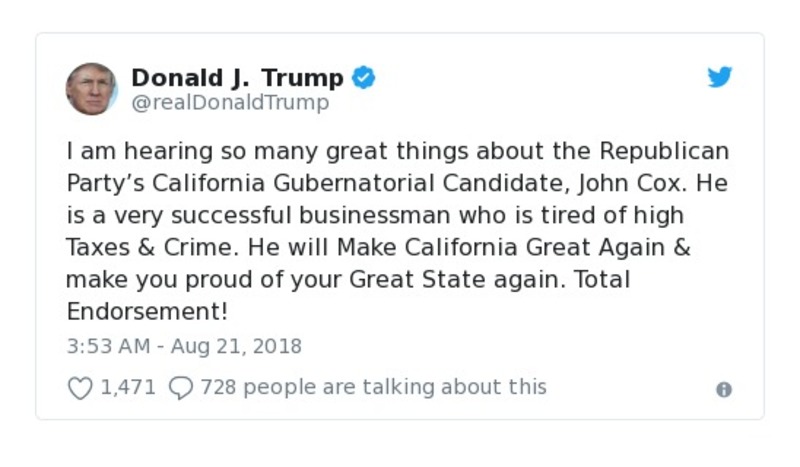 Donald J. Trump
@realDonaldTrump
I am hearing so many great things about the Republican
Party’s California Gubernatorial Candidate, John Cox. He
is a very successful businessman who is tired of high
Taxes & Crime. He will Make California Great Again &
make you proud of your Great State again. Total
Endorsement!
3:53 AM - Aug 21, 2018
1,471 728 people are talking about this